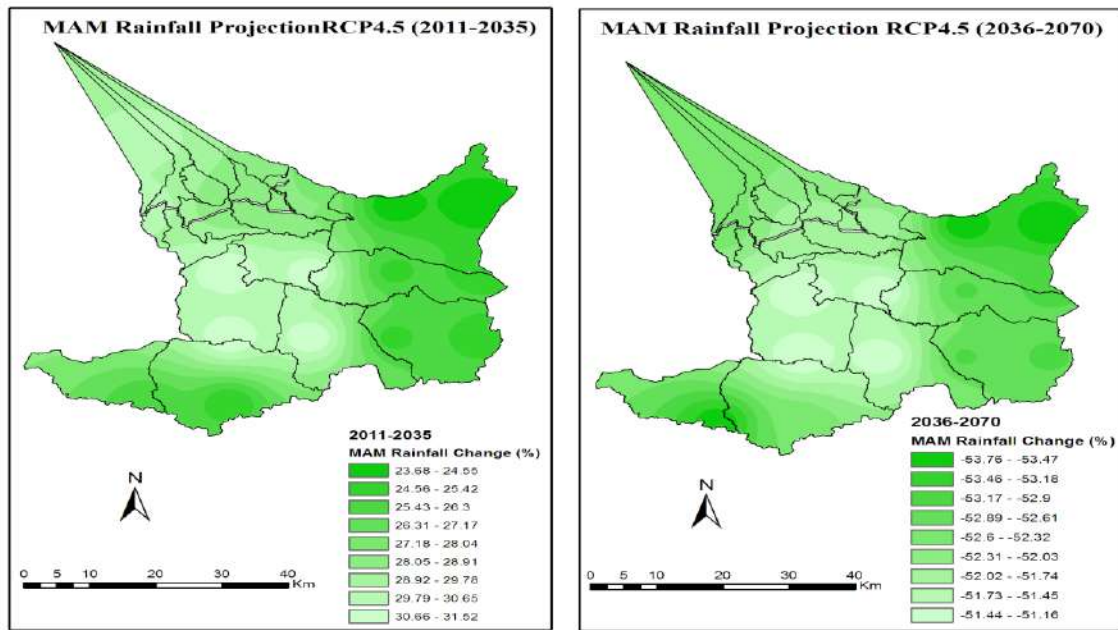 MAM Rainfall ProjectionRCP4.5 (2011-2035)
2011-2035
MAM Rainfall Change (%)
23.68 - 24.55
24.56 - 25.42
25.43 - 26.3
26.31 - 27.17
27.18 - 28.04
28.05 - 28.91
28.92 - 29.78
29.79 - 30.65
30.66 - 31.52
N
0 5 10 20 30 40
Km
MAM Rainfall Projection RCP4.5 (2036-2070)
2036-2070
MAM Rainfall Change (%)
-53.76 - -53.47
-53.46 - -53.18
-53.17 - -52.9
-52.89 - -52.61
-52.6 - -52.32
-52.31 - -52.03
-52.02 - -51.74
-51.73 - -51.45
-51.44 - -51.16
N
0 5 10 20 30 40
Km